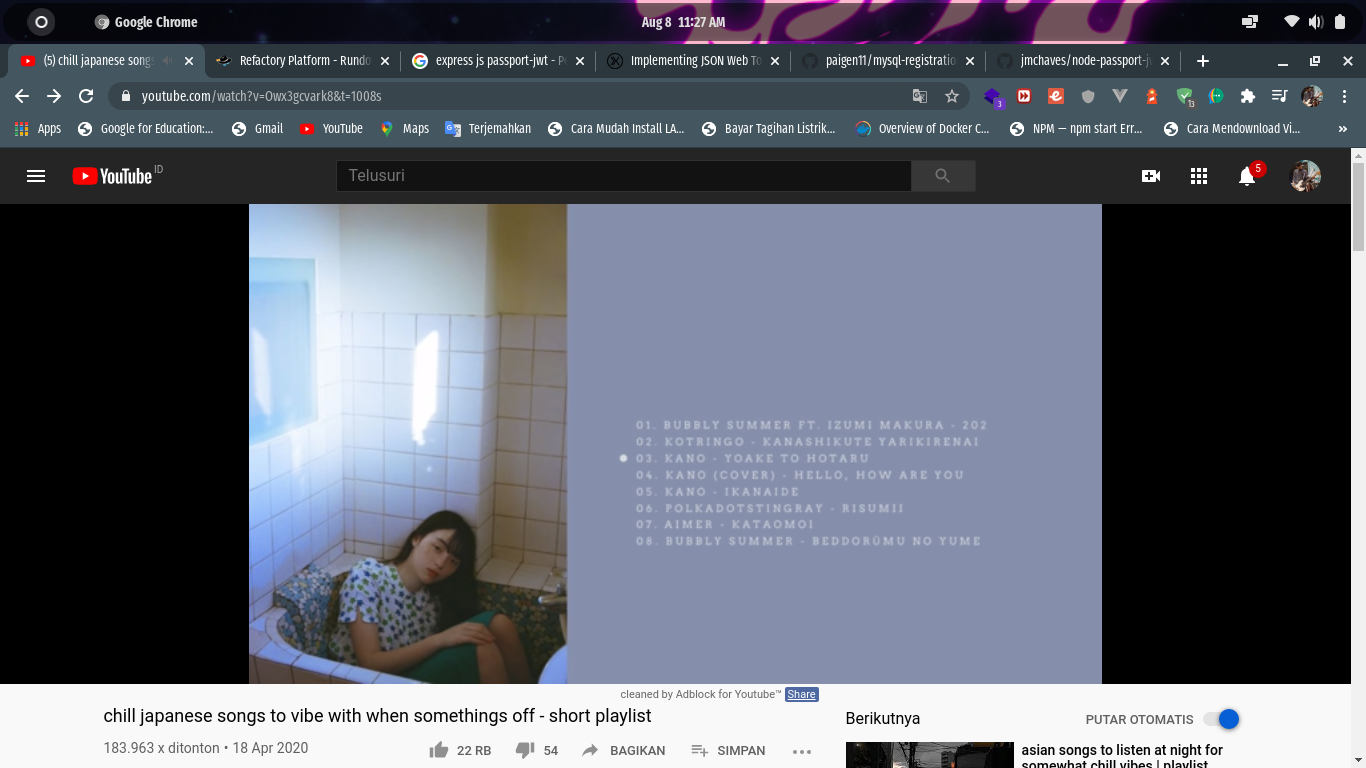 Google Chrome
Aug 8 11:27 AM
(5) chill japanese songs
Refactory Platform - Rundo
express js passport-jwt - Pe
Implementing JSON Web To
paigen11/mysql-registratio
jmchaves/node-passport-j
youtube.com/watch?v=Owx3gcvark8&t=1008s
3
13
Apps
Google for Education:...
Gmail
YouTube
Maps
Terjemahkan
Cara Mudah Install LA...
Bayar Tagihan Listrik...
Overview of Docker C...
NPM — npm start Err...
Cara Mendownload Vi...
»
YouTube ID
Telusuri
5
01. BUBBLY SUMMER FT. IZUMI MAKURA - 202
02. KOTRINGO - KANASHIKUTE YARIKIRENAI
03. KANO - YOAKE TO HOTARU
04. KANO (COVER) - HELLO, HOW ARE YOU
05. KANO - IKANAIDE
06. POLKADOTSTINGRAY - RISUMII
07. AIMER - KATAOMOI
08. BUBBLY SUMMER - BEDDORŪMU NO YUME
cleaned by Adblock for Youtube™ Share
chill japanese songs to vibe with when somethings off - short playlist
183.963 x ditonton • 18 Apr 2020
22 RB
54
BAGIKAN
SIMPAN
Berikutnya
PUTAR OTOMATIS
asian songs to listen at night for
somewhat chill vibes | playlist